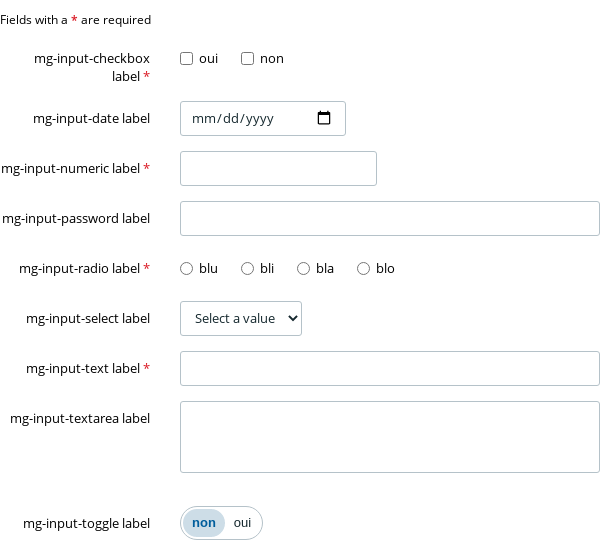 Fields with a * are required
mg-input-checkbox label *
oui non
mg-input-date label
mm/dd/yyyy
mg-input-numeric label *
mg-input-password label
mg-input-radio label *
blu bli bla blo
mg-input-select label
Select a value
mg-input-text label *
mg-input-textarea label
mg-input-toggle label
non oui